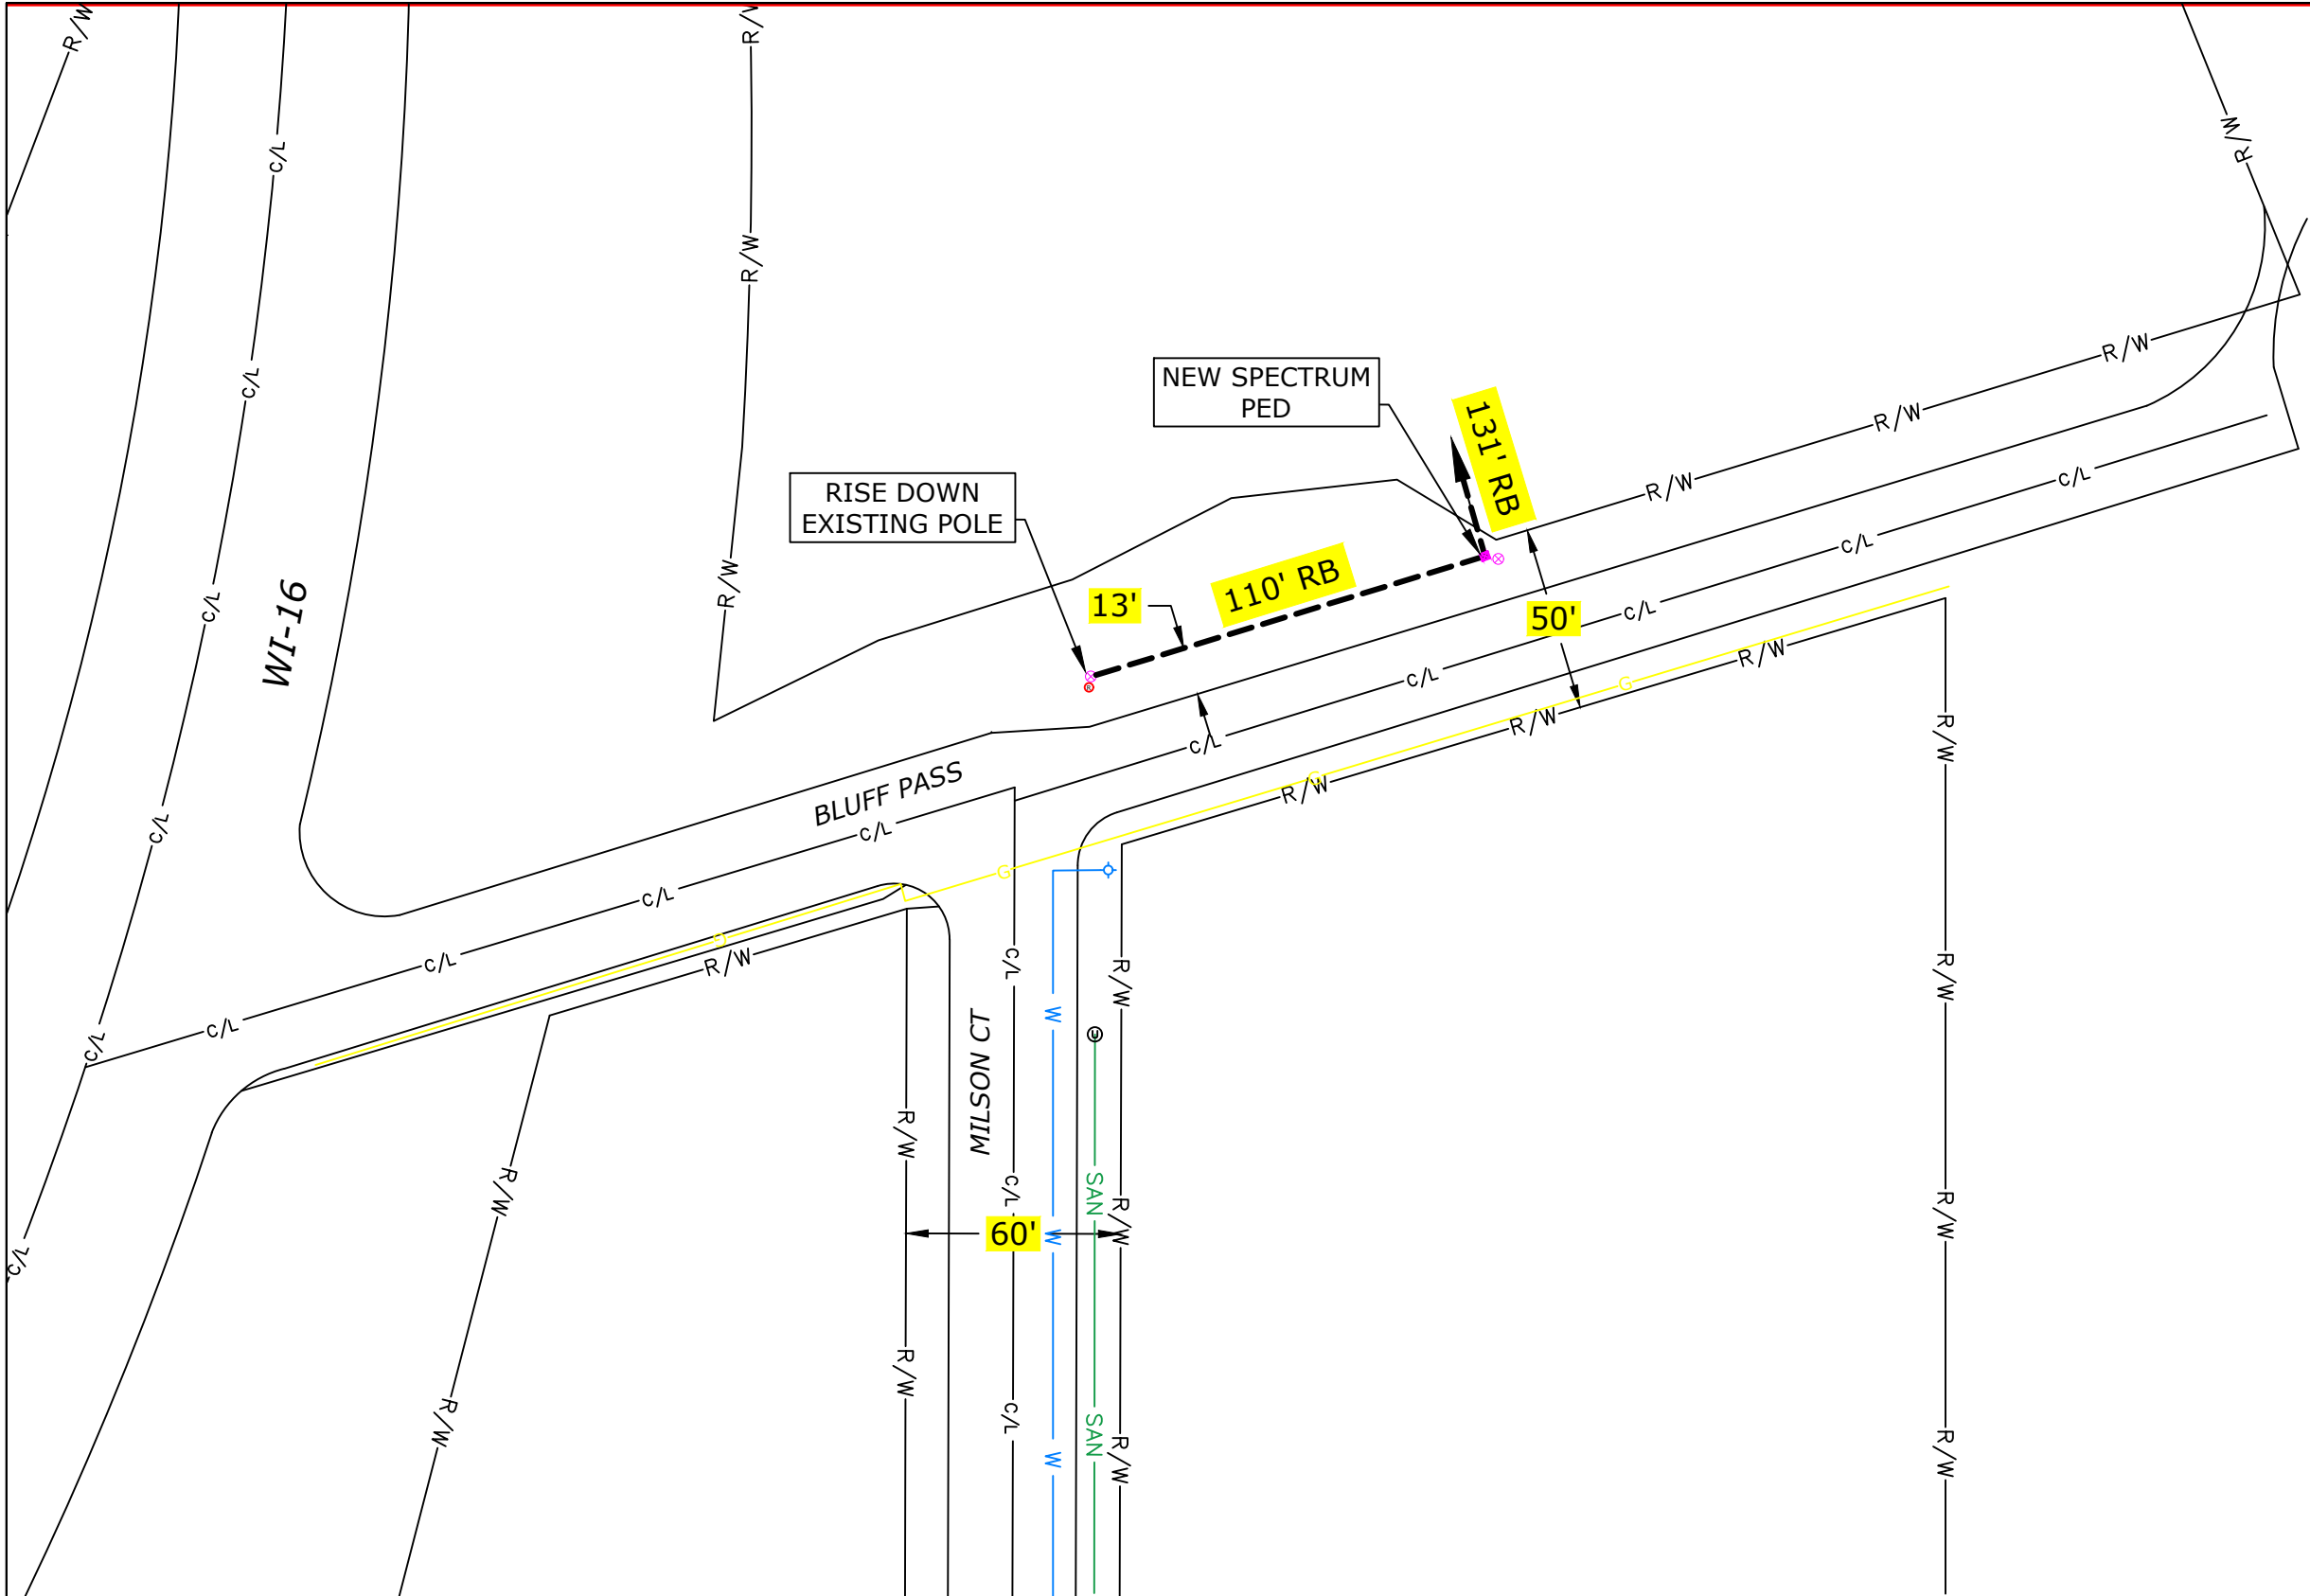 R/W
R/W
C/L
R/W
R/W
C/L
R/W
NEW SPECTRUM
PED
R/W
131' RB
R/W
C/L
R/W
RISE DOWN
EXISTING POLE
C/L
110' RB
R/W
13'
C/L
50'
C/L
WI-16
R/W
C/L
G
R/W
R/W
R/W
C/L
BLUFF PASS
G
R/W
C/L
C/L
G
C/L
G
R/W
C/L
C/L
R/W
R/W
C/L
W
C/L
U
MILSON CT
R/W
R/W
C/L
SAN
R/W
R/W
60'
W
C/L
R/W
C/L
SAN
R/W
R/W
R/W
W